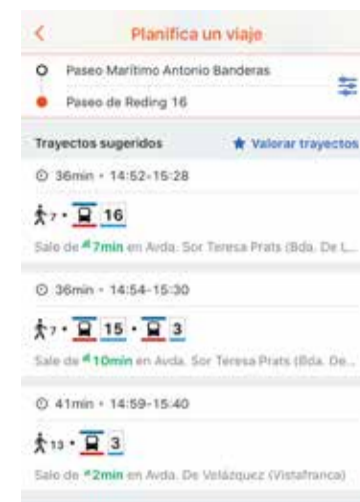 Planifica un viaje
Paseo Marítimo Antonio Banderas
Paseo de Reding 16
Trayectos sugeridos ★ Valorar trayectos
36min • 14:52-15:28
7 • 16
Sale de 7min en Avda. Sor Teresa Prats (Bda. De L...
36min • 14:54-15:30
7 • 15 • 3
Sale de 10min en Avda. Sor Teresa Prats (Bda. De...
41min • 14:59-15:40
13 • 3
Sale de 2min en Avda. De Velázquez (Vistafranca)